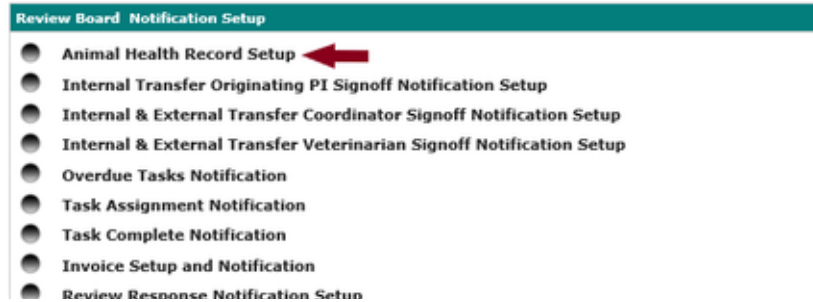 Review Board Notification Setup
Animal Health Record Setup
Internal Transfer Originating PI Signoff Notification Setup
Internal & External Transfer Coordinator Signoff Notification Setup
Internal & External Transfer Veterinarian Signoff Notification Setup
Overdue Tasks Notification
Task Assignment Notification
Task Complete Notification
Invoice Setup and Notification
Review Response Notification Setup